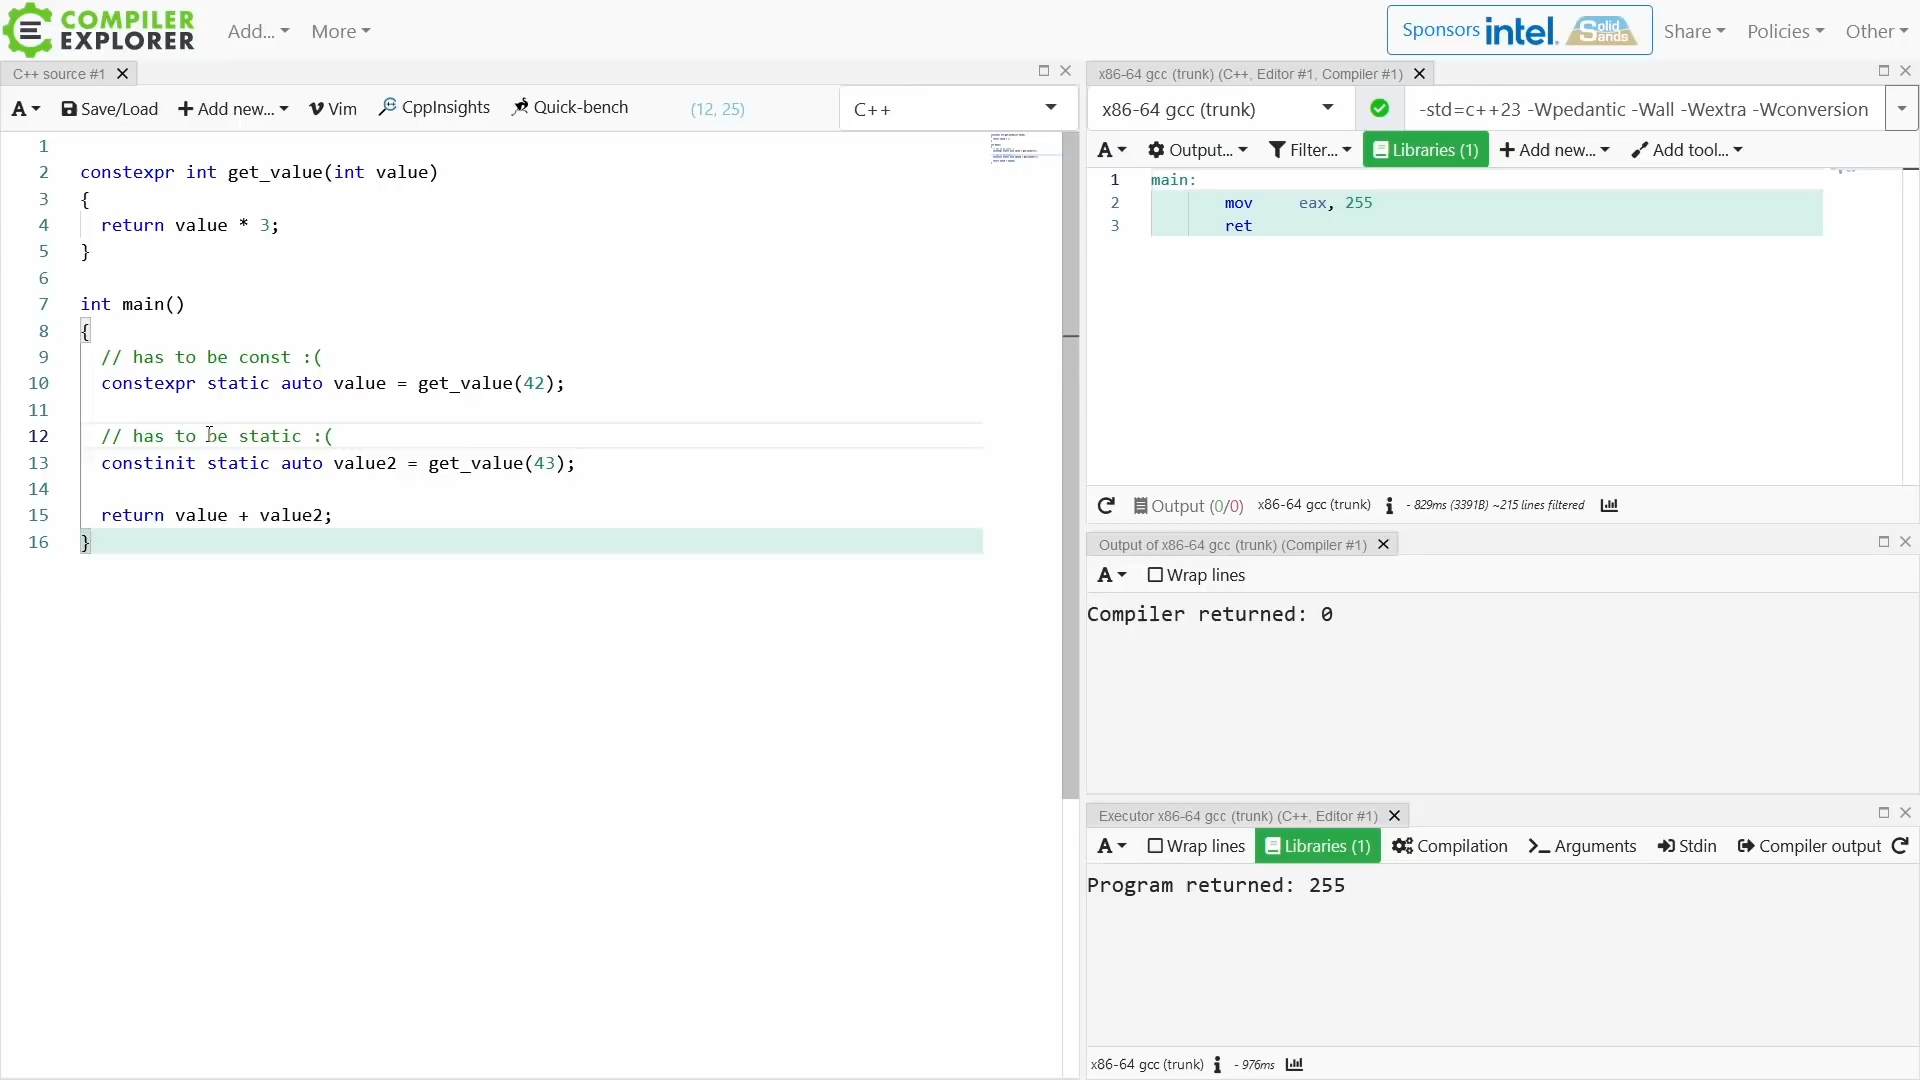 COMPILER
EXPLORER
Add...
More
Sponsors intel. Solid Sands
Share
Policies
Other
C++ source #1
A
Save/Load
Add new...
Vim
CppInsights
Quick-bench
(12, 25)
C++
1
2 constexpr int get_value(int value)
3 {
4 return value * 3;
5 }
6
7 int main()
8 {
9 // has to be const :(
10 constexpr static auto value = get_value(42);
11
12 // has to be static :(
13 constinit static auto value2 = get_value(43);
14
15 return value + value2;
16 }
x86-64 gcc (trunk) (C++, Editor #1, Compiler #1)
x86-64 gcc (trunk)
-std=c++23 -Wpedantic -Wall -Wextra -Wconversion
A
Output...
Filter...
Libraries (1)
Add new...
Add tool...
1 main:
2 mov eax, 255
3 ret
Output (0/0) x86-64 gcc (trunk) i - 829ms (3391B) ~215 lines filtered
Output of x86-64 gcc (trunk) (Compiler #1)
A
Wrap lines
Compiler returned: 0
Executor x86-64 gcc (trunk) (C++, Editor #1)
A
Wrap lines
Libraries (1)
Compilation
Arguments
Stdin
Compiler output
Program returned: 255
x86-64 gcc (trunk) i - 976ms